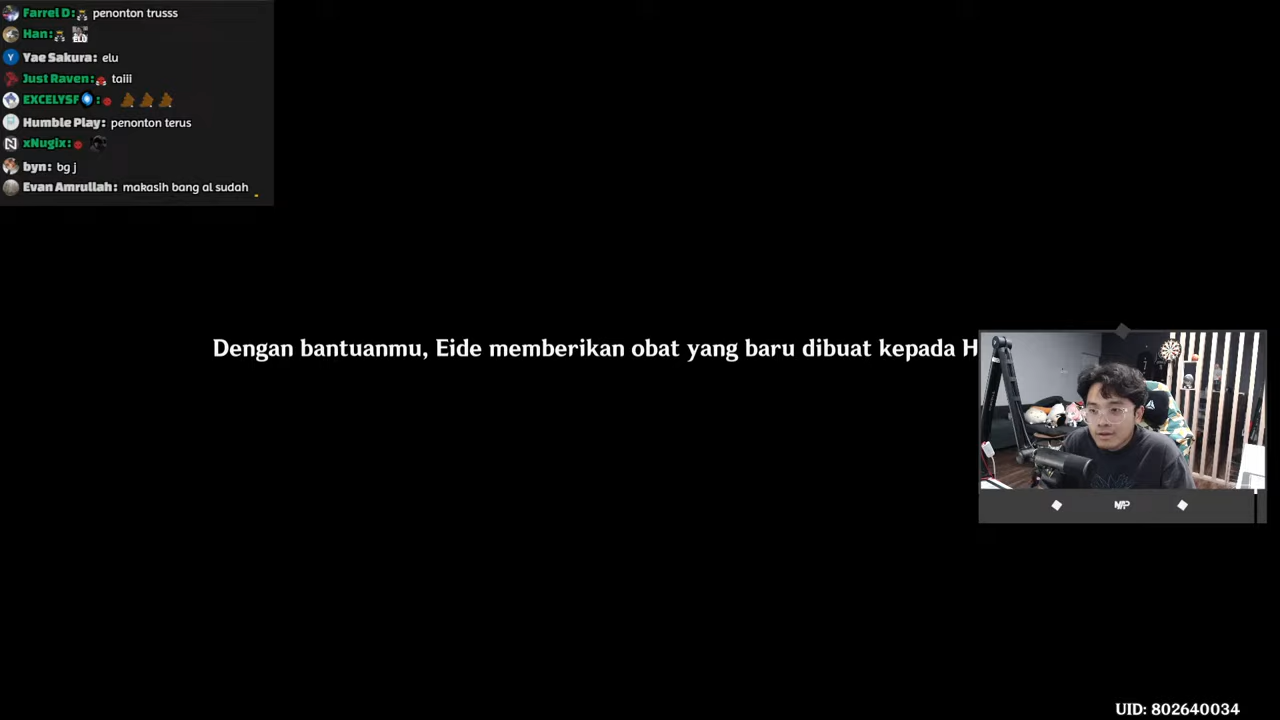 Farrel D: penonton trusss
Han:
Y Yae Sakura: elu
Just Raven: taiii
EXCELYSF :
Humble Play: penonton terus
N xNugix:
byn: bg j
Evan Amrullah: makasih bang al sudah
Dengan bantuanmu, Eide memberikan obat yang baru dibuat kepada H
UID: 802640034